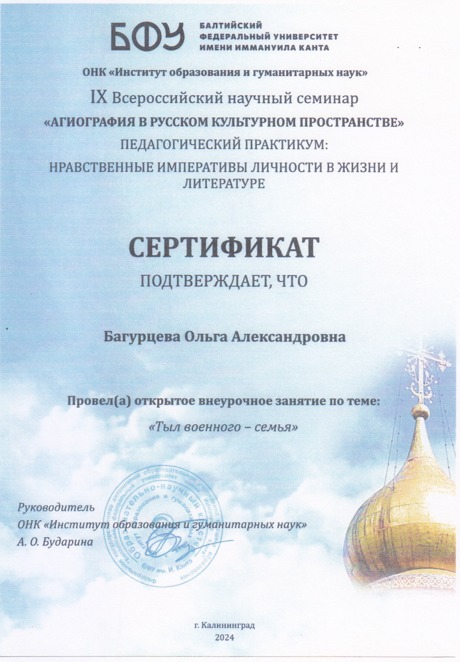 БФУ
БАЛТИЙСКИЙ
ФЕДЕРАЛЬНЫЙ УНИВЕРСИТЕТ
ИМЕНИ ИММАНУИЛА КАНТА
ОНК «Институт образования и гуманитарных наук»
IX Всероссийский научный семинар
«АГИОГРАФИЯ В РУССКОМ КУЛЬТУРНОМ ПРОСТРАНСТВЕ»
ПЕДАГОГИЧЕСКИЙ ПРАКТИКУМ:
НРАВСТВЕННЫЕ ИМПЕРАТИВЫ ЛИЧНОСТИ В ЖИЗНИ И
ЛИТЕРАТУРЕ
СЕРТИФИКАТ
ПОДТВЕРЖДАЕТ, ЧТО
Багурцева Ольга Александровна
Провел(а) открытое внеурочное занятие по теме:
«Тыл военного – семья»
Руководитель
ОНК «Институт образования и гуманитарных наук»
А. О. Бударина
г. Калининград
2024